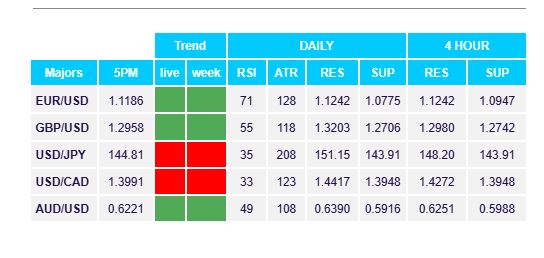 Trend DAILY 4 HOUR
Majors 5PM live week RSI ATR RES SUP RES SUP
EUR/USD 1.1186 71 128 1.1242 1.0775 1.1242 1.0947
GBP/USD 1.2958 55 118 1.3203 1.2706 1.2980 1.2742
USD/JPY 144.81 35 208 151.15 143.91 148.20 143.91
USD/CAD 1.3991 33 123 1.4417 1.3948 1.4272 1.3948
AUD/USD 0.6221 49 108 0.6390 0.5916 0.6251 0.5988